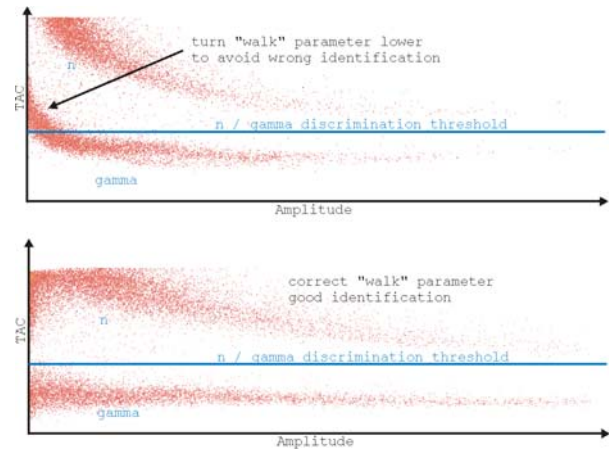 turn "walk" parameter lower
to avoid wrong identification
n
TAC
n / gamma discrimination threshold
gamma
Amplitude
correct "walk" parameter
good identification
n
TAC
n / gamma discrimination threshold
gamma
Amplitude